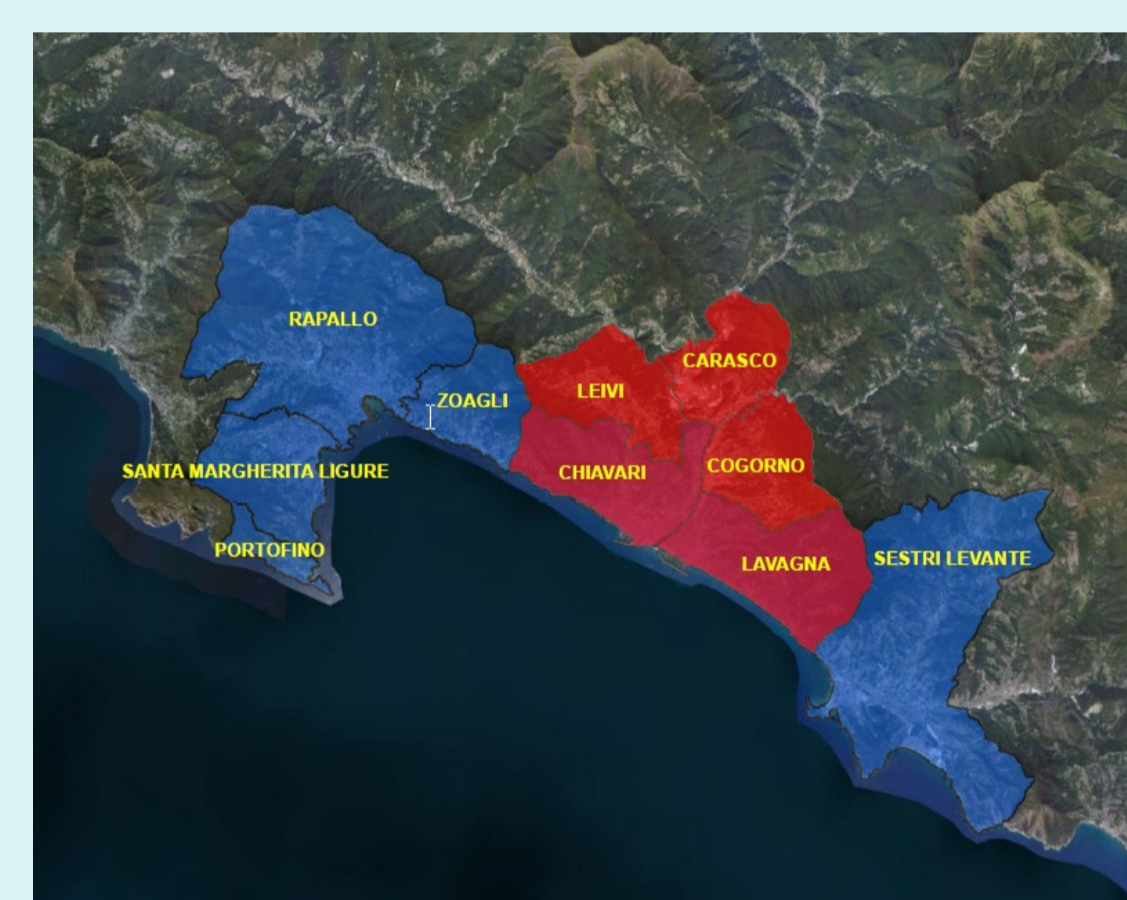 RAPALLO
CARASCO
LEIVI
ZOAGLI
COGORNO
SANTA MARGHERITA LIGURE
CHIAVARI
PORTOFINO
SESTRI LEVANTE
LAVAGNA